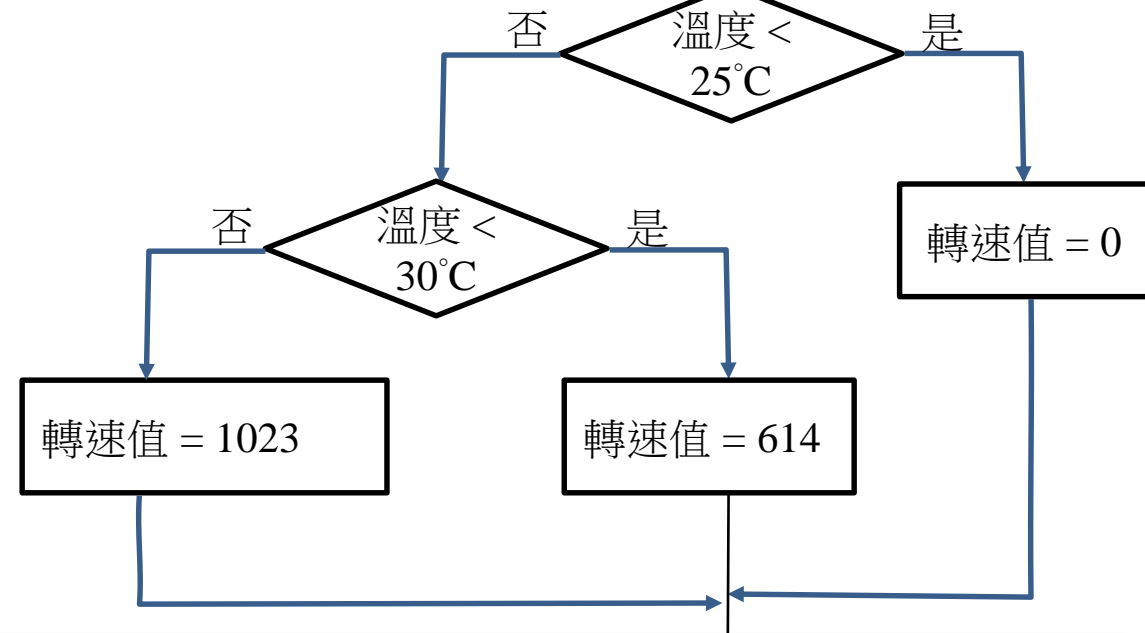 否
溫度 <
25°C
是
否
溫度 <
30°C
是
轉速值 = 0
轉速值 = 1023
轉速值 = 614